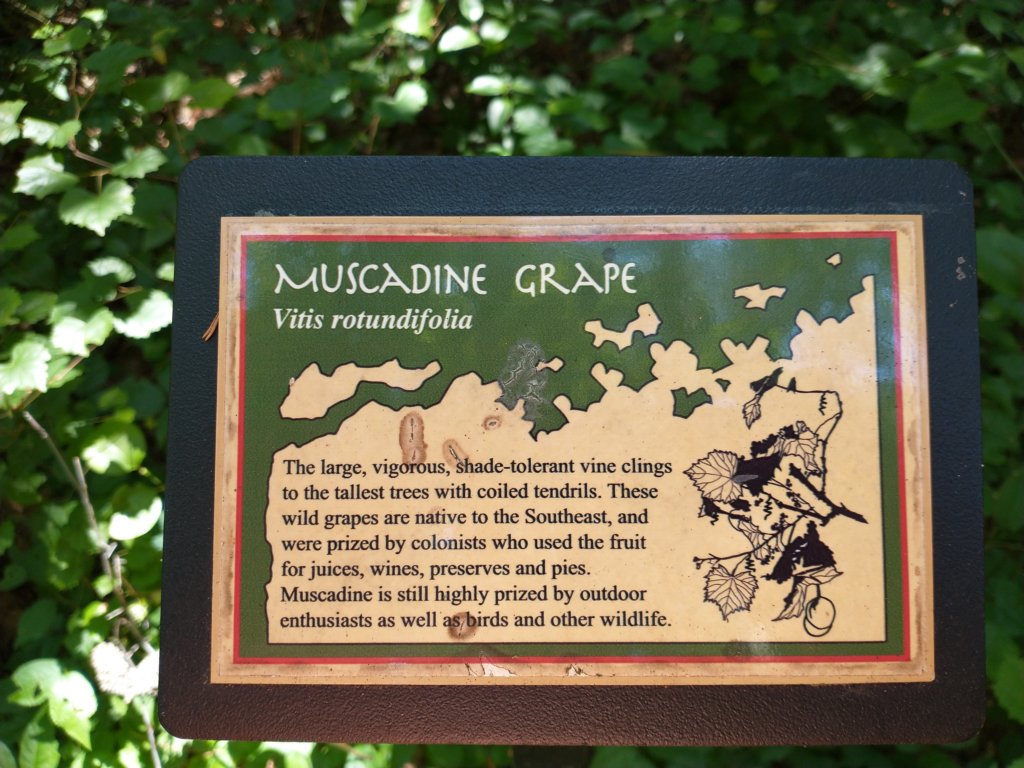 MUSCADINE GRAPE
Vitis rotundifolia
The large, vigorous, shade-tolerant vine clings
to the tallest trees with coiled tendrils. These
wild grapes are native to the Southeast, and
were prized by colonists who used the fruit
for juices, wines, preserves and pies.
Muscadine is still highly prized by outdoor
enthusiasts as well as birds and other wildlife.